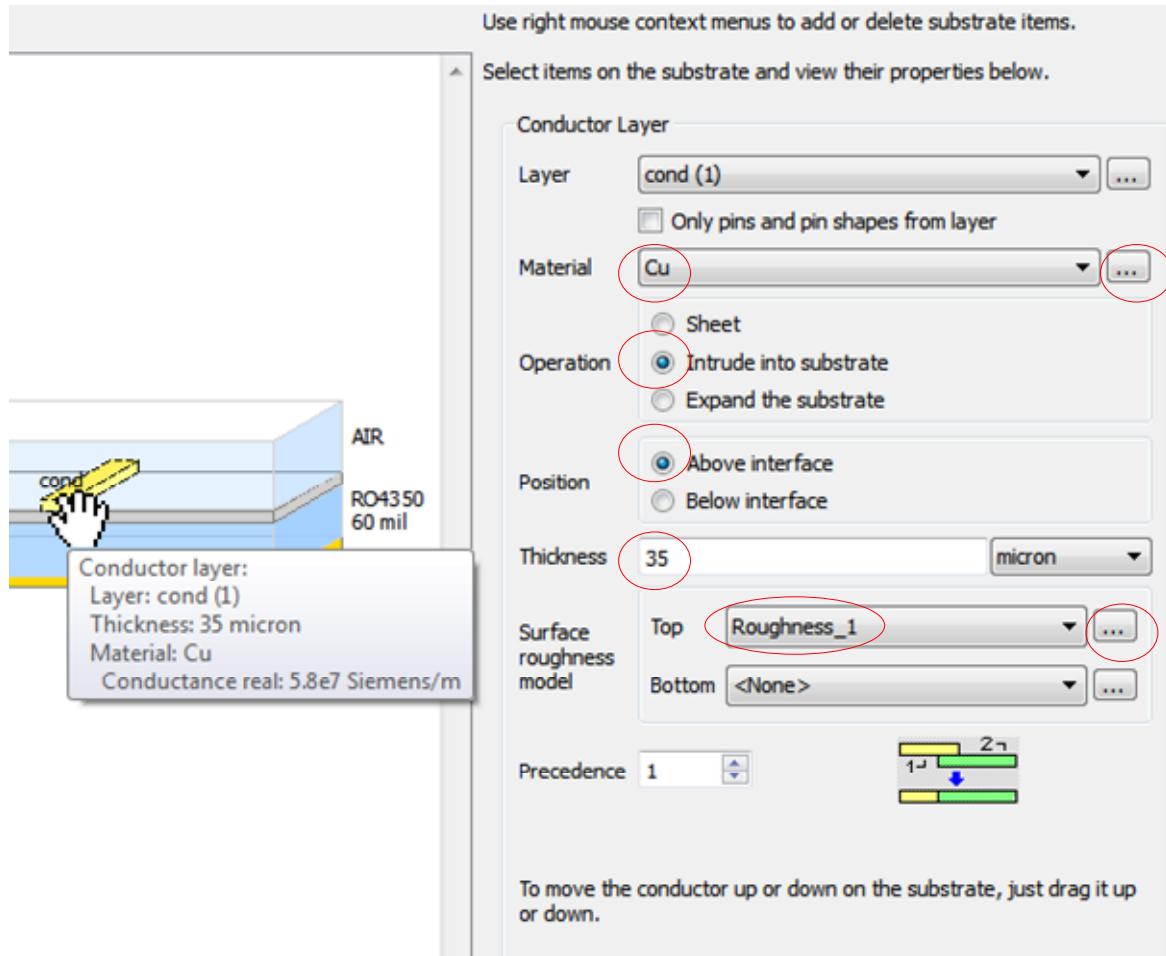 Use right mouse context menus to add or delete substrate items.
Select items on the substrate and view their properties below.
Conductor Layer
Layer
cond (1)
...
Only pins and pin shapes from layer
Material
Cu
...
Operation
Sheet
Intrude into substrate
Expand the substrate
Position
Above interface
Below interface
Thickness
35
micron
Surface
roughness
model
Top
Roughness_1
...
Bottom
<None>
...
Precedence
1
1
2
To move the conductor up or down on the substrate, just drag it up
or down.
AIR
RO4350
60 mil
cond
Conductor layer:
Layer: cond (1)
Thickness: 35 micron
Material: Cu
Conductance real: 5.8e7 Siemens/m